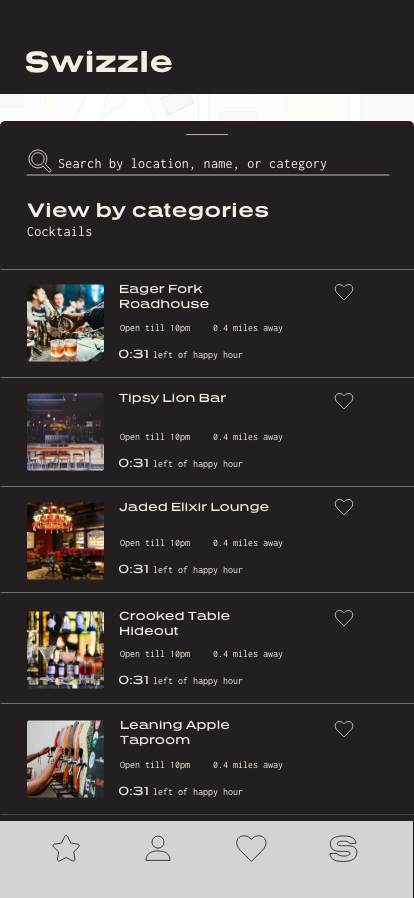 Swizzle
Search by location, name, or category
View by categories
Cocktails
Eager Fork
Roadhouse
Open till 10pm 0.4 miles away
0:31 left of happy hour
Tipsy Lion Bar
Open till 10pm 0.4 miles away
0:31 left of happy hour
Jaded Elixir Lounge
Open till 10pm 0.4 miles away
0:31 left of happy hour
Crooked Table
Hideout
Open till 10pm 0.4 miles away
0:31 left of happy hour
Leaning Apple
Taproom
Open till 10pm 0.4 miles away
0:31 left of happy hour
S